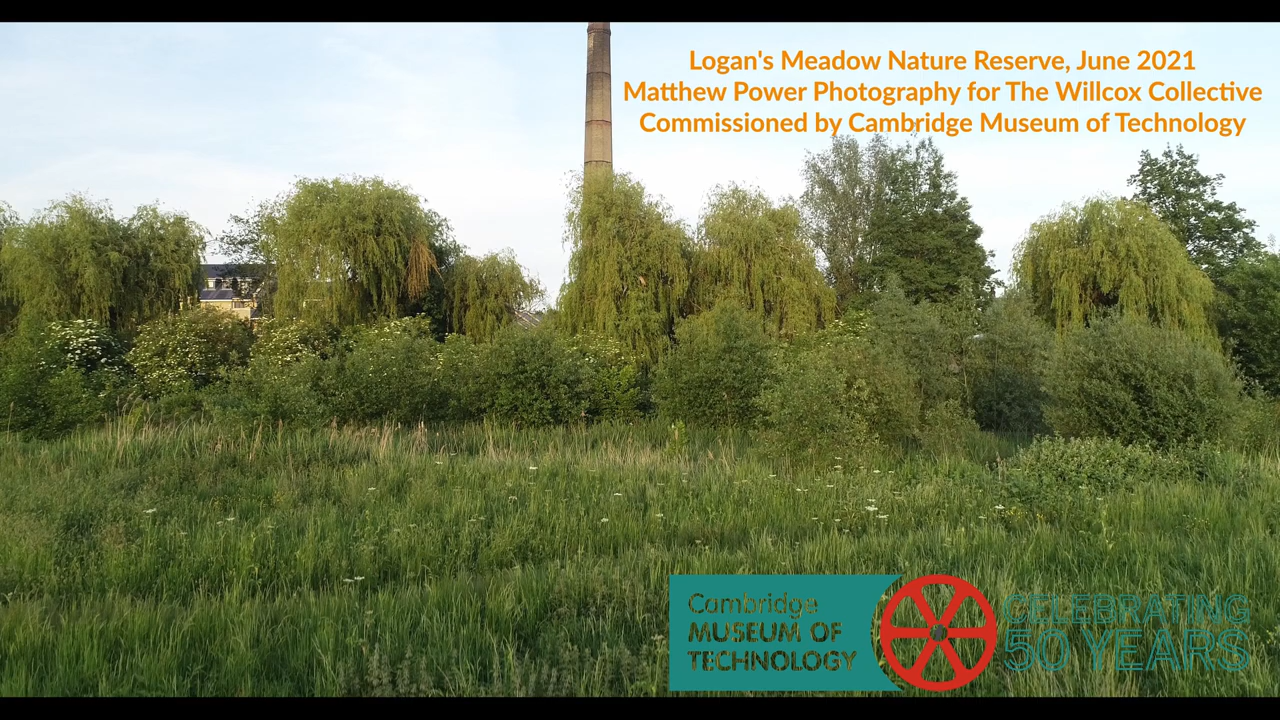 Logan's Meadow Nature Reserve, June 2021
Matthew Power Photography for The Willcox Collective
Commissioned by Cambridge Museum of Technology
Cambridge
MUSEUM OF
TECHNOLOGY
CELEBRATING
50 YEARS